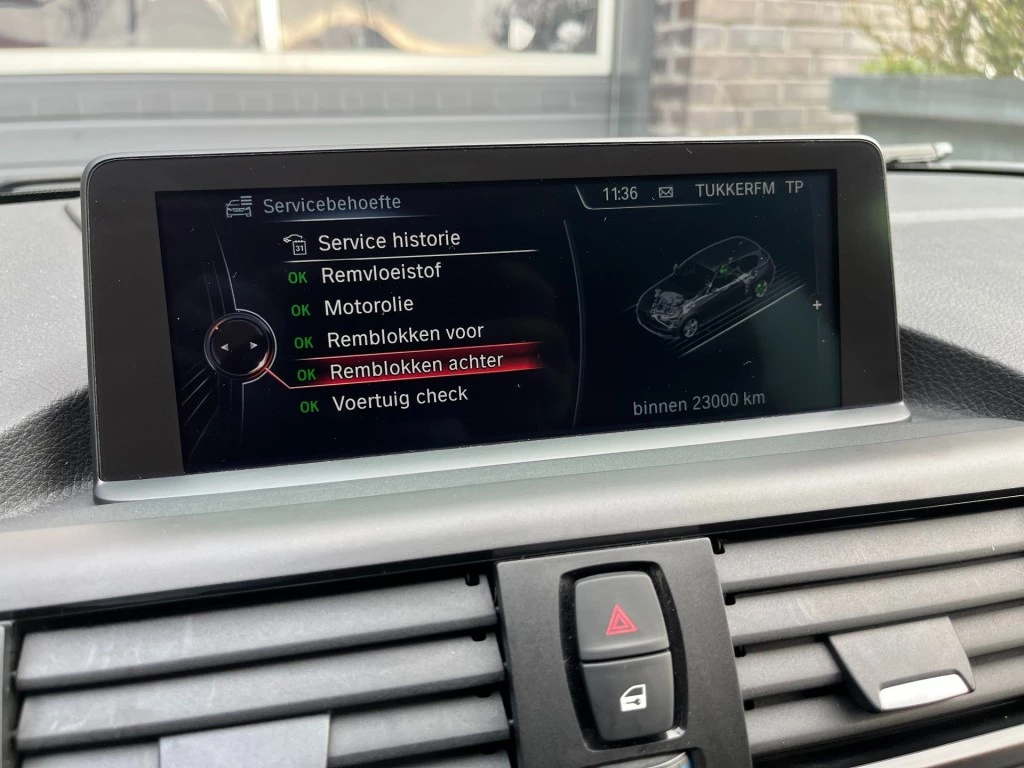 Servicebehoefte
11:36 TUKKERFM TP
31 Service historie
OK Remvloeistof
OK Motorolie
OK Remblokken voor
OK Remblokken achter
OK Voertuig check
binnen 23000 km